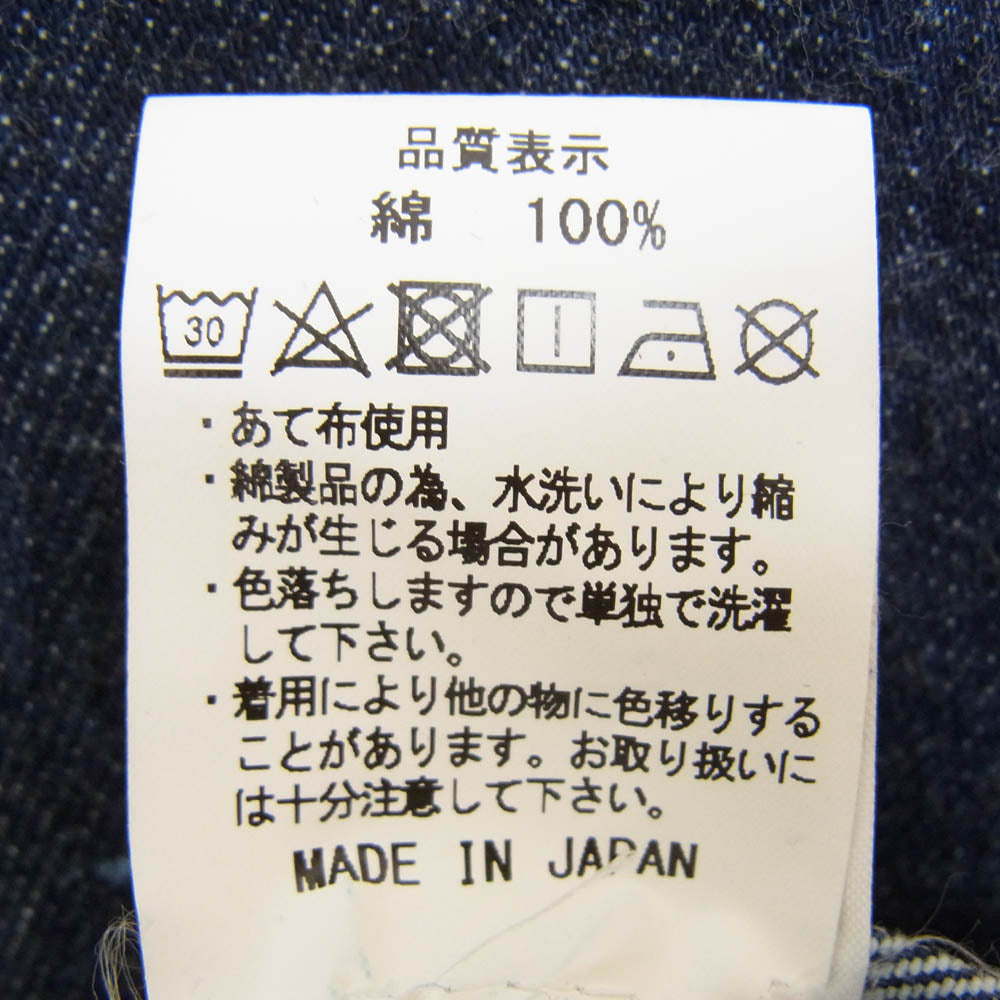 品質表示
綿 100%
30
・あて布使用
・綿製品の為、水洗いにより縮
みが生じる場合があります。
・色落ちしますので単独で洗濯
して下さい。
・着用により他の物に色移りする
ことがあります。お取り扱いに
は十分注意して下さい。
MADE IN JAPAN